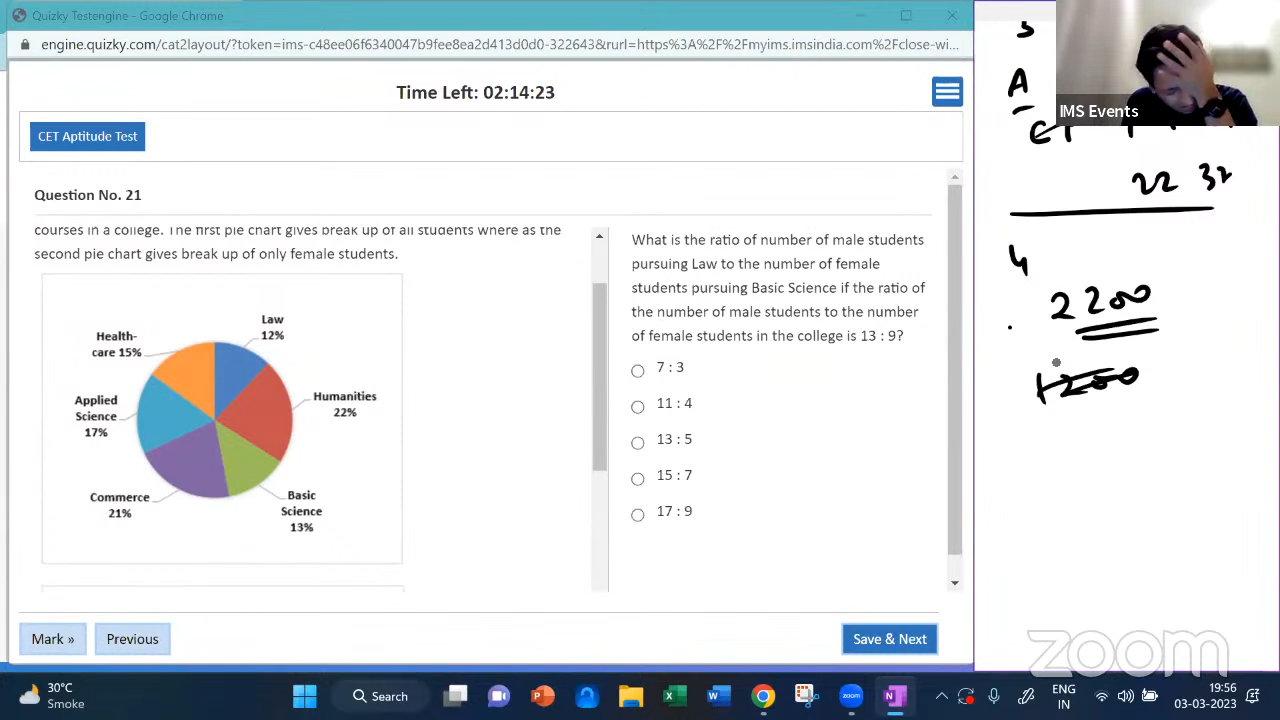 Quizky Testengine - Google Chrome
engine.quizky.com/cat2layout/?token=ims-c48ee06f6340047b9fee8ea2d413d0d0-322643&rurl=https%3A%2F%2Fmyims.imsindia.com%2Fclose-wi...
Time Left: 02:14:23
CET Aptitude Test
Question No. 21
courses in a college. The first pie chart gives break up of all students where as the
second pie chart gives break up of only female students.
Law
12%
Health-
care 15%
Humanities
22%
Applied
Science
17%
Commerce
21%
Basic
Science
13%
What is the ratio of number of male students
pursuing Law to the number of female
students pursuing Basic Science if the ratio of
the number of male students to the number
of female students in the college is 13 : 9?
7 : 3
11 : 4
13 : 5
15 : 7
17 : 9
Mark »
Previous
Save & Next
IMS Events
A
22
4
2200
1200
zoom
30°C
Smoke
Search
zoom
ENG
IN
19:56
03-03-2023